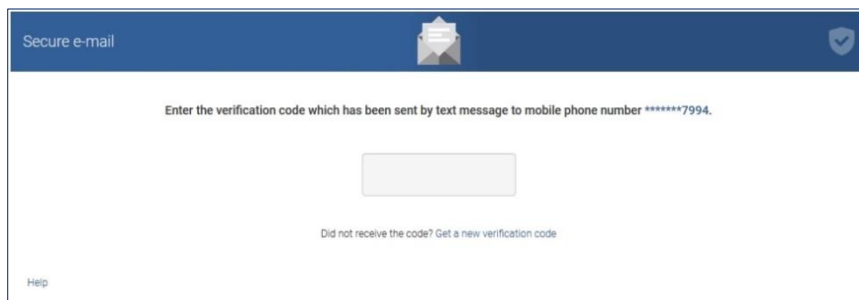 Secure e-mail
Enter the verification code which has been sent by text message to mobile phone number *******7994.
Did not receive the code? Get a new verification code
Help